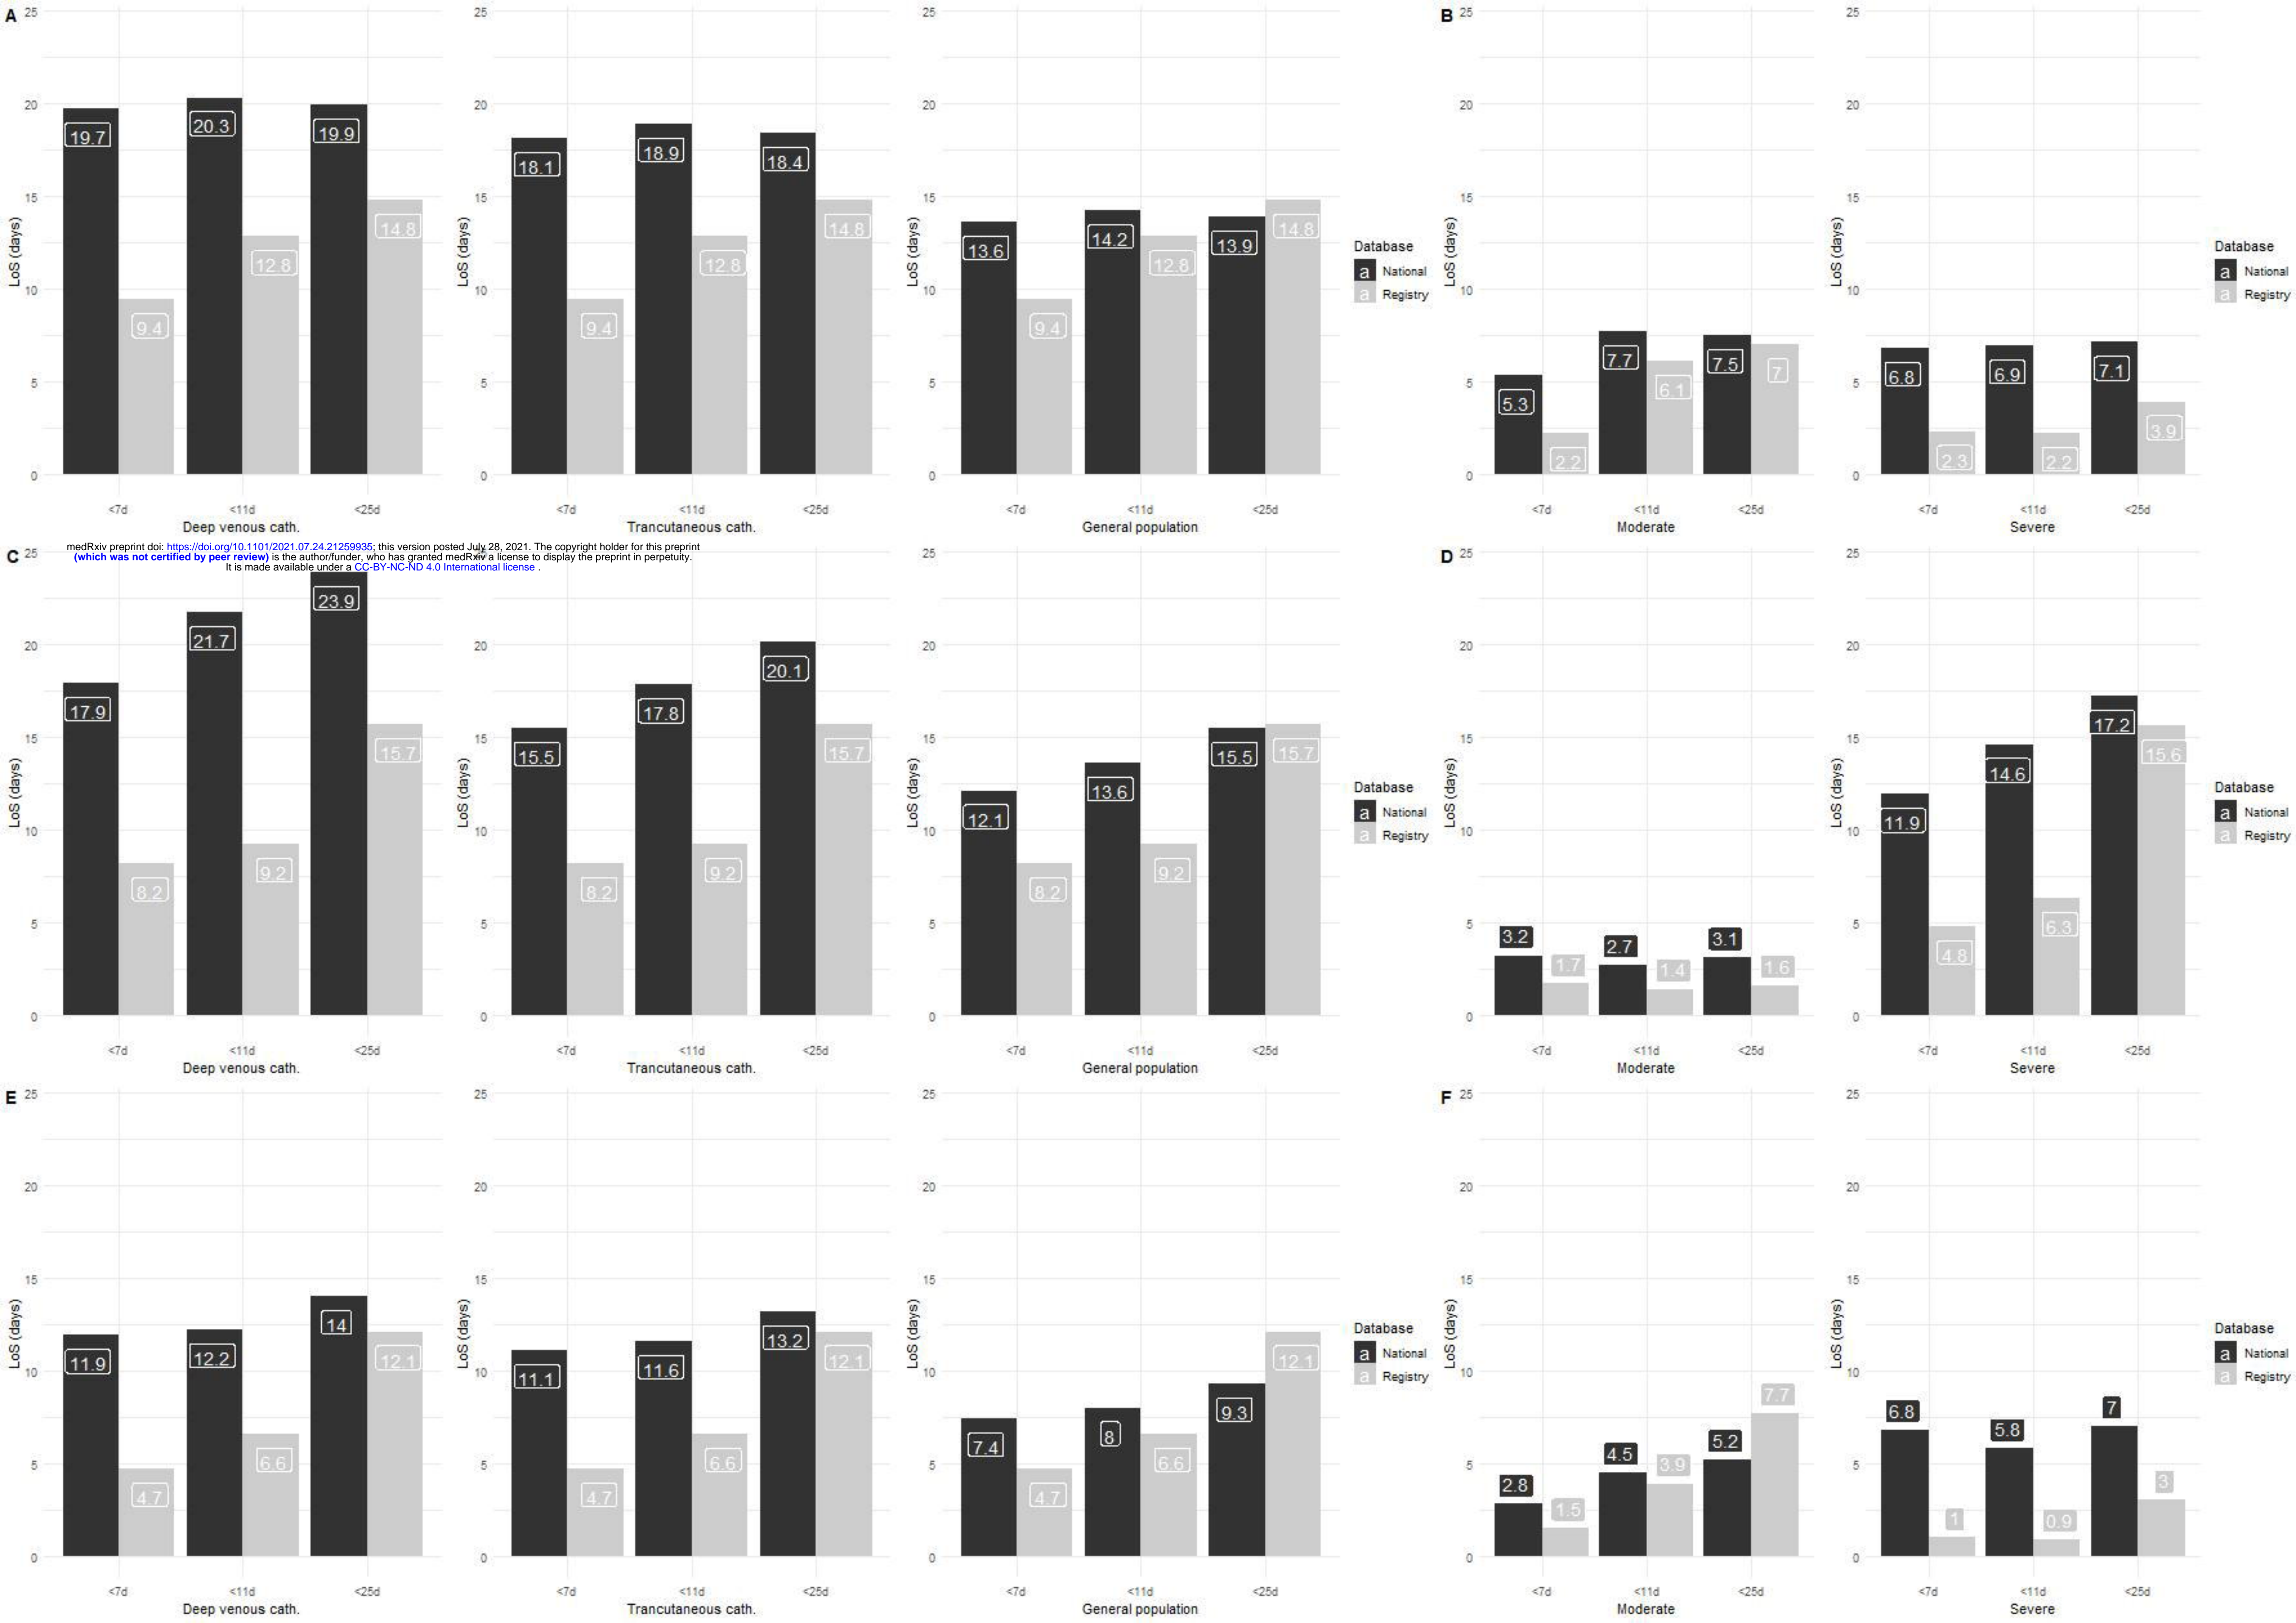 A
25
20
15
10
5
0
LoS (days)
19.7
9.4
20.3
12.8
19.9
14.8
<7d
<11d
<25d
Deep venous cath.
25
20
15
10
5
0
LoS (days)
18.1
9.4
18.9
12.8
18.4
14.8
<7d
<11d
<25d
Trancutaneous cath.
25
20
15
10
5
0
LoS (days)
13.6
9.4
14.2
12.8
13.9
14.8
<7d
<11d
<25d
General population
Database
a National
a Registry
B
25
20
15
10
5
0
LoS (days)
5.3
2.2
7.7
6.1
7.5
7
<7d
<11d
<25d
Moderate
25
20
15
10
5
0
LoS (days)
6.8
2.3
6.9
2.2
7.1
3.9
<7d
<11d
<25d
Severe
Database
a National
a Registry
medRxiv preprint doi: https://doi.org/10.1101/2021.07.24.21259935; this version posted July 28, 2021. The copyright holder for this preprint
(which was not certified by peer review) is the author/funder, who has granted medRxiv a license to display the preprint in perpetuity.
It is made available under a CC-BY-NC-ND 4.0 International license .
C
25
20
15
10
5
0
LoS (days)
17.9
8.2
21.7
9.2
23.9
15.7
<7d
<11d
<25d
Deep venous cath.
20
15
10
5
0
LoS (days)
15.5
8.2
17.8
9.2
20.1
15.7
<7d
<11d
<25d
Trancutaneous cath.
25
20
15
10
5
0
LoS (days)
12.1
8.2
13.6
9.2
15.5
15.7
<7d
<11d
<25d
General population
Database
a National
a Registry
D
25
20
15
10
5
0
LoS (days)
3.2
1.7
2.7
1.4
3.1
1.6
<7d
<11d
<25d
Moderate
25
20
15
10
5
0
LoS (days)
11.9
4.8
14.6
6.3
17.2
15.6
<7d
<11d
<25d
Severe
Database
a National
a Registry
E
25
20
15
10
5
0
LoS (days)
11.9
4.7
12.2
6.6
14
12.1
<7d
<11d
<25d
Deep venous cath.
25
20
15
10
5
0
LoS (days)
11.1
4.7
11.6
6.6
13.2
12.1
<7d
<11d
<25d
Trancutaneous cath.
25
20
15
10
5
0
LoS (days)
7.4
4.7
8
6.6
9.3
12.1
<7d
<11d
<25d
General population
Database
a National
a Registry
F
25
20
15
10
5
0
LoS (days)
2.8
1.5
4.5
3.9
5.2
7.7
<7d
<11d
<25d
Moderate
25
20
15
10
5
0
LoS (days)
6.8
1
5.8
0.9
7
3
<7d
<11d
<25d
Severe
Database
a National
a Registry